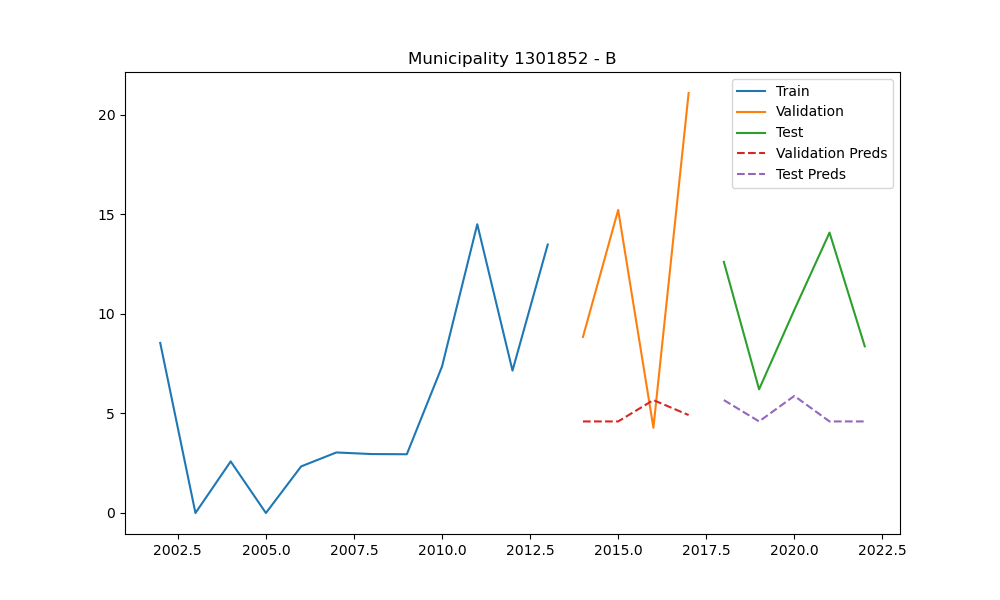 Municipality 1301852 - B
Train
Validation
Test
Validation Preds
Test Preds
20
15
10
5
0
2002.5 2005.0 2007.5 2010.0 2012.5 2015.0 2017.5 2020.0 2022.5